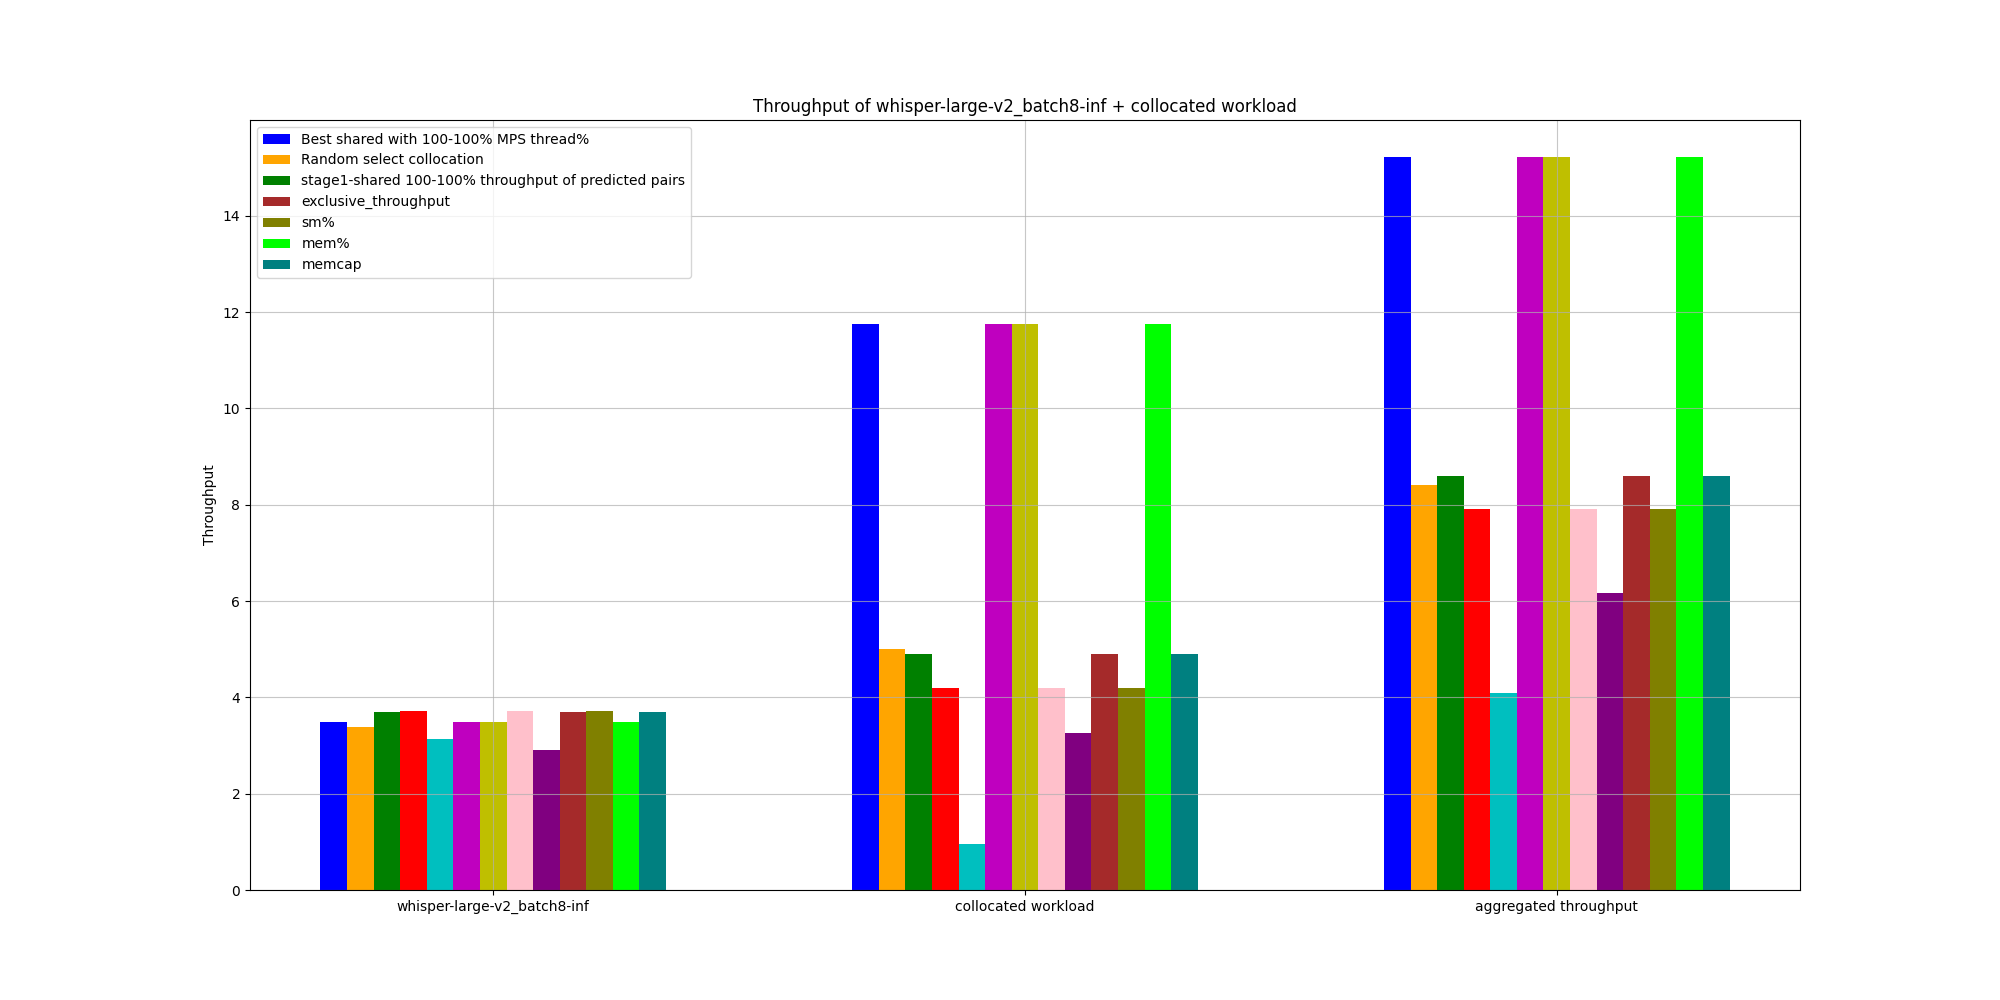 Throughput of whisper-large-v2_batch8-inf + collocated workload
Best shared with 100-100% MPS thread%
Random select collocation
stage1-shared 100-100% throughput of predicted pairs
exclusive_throughput
sm%
mem%
memcap
14
12
10
8
6
4
2
0
Throughput
whisper-large-v2_batch8-inf
collocated workload
aggregated throughput